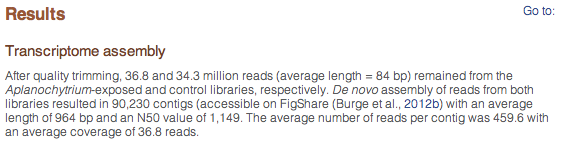 Results
Go to:
Transcriptome assembly
After quality trimming, 36.8 and 34.3 million reads (average length = 84 bp) remained from the
Aplanochytrium-exposed and control libraries, respectively. De novo assembly of reads from both
libraries resulted in 90,230 contigs (accessible on FigShare (Burge et al., 2012b) with an average
length of 964 bp and an N50 value of 1,149. The average number of reads per contig was 459.6 with
an average coverage of 36.8 reads.